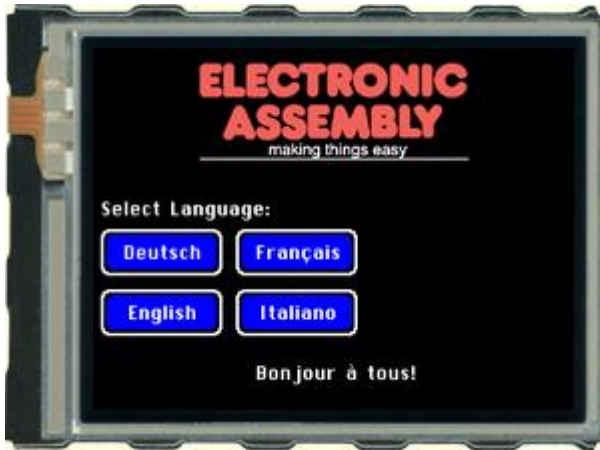 ELECTRONIC
ASSEMBLY
making things easy
Select Language:
Deutsch Français
English Italiano
Bonjour à tous!